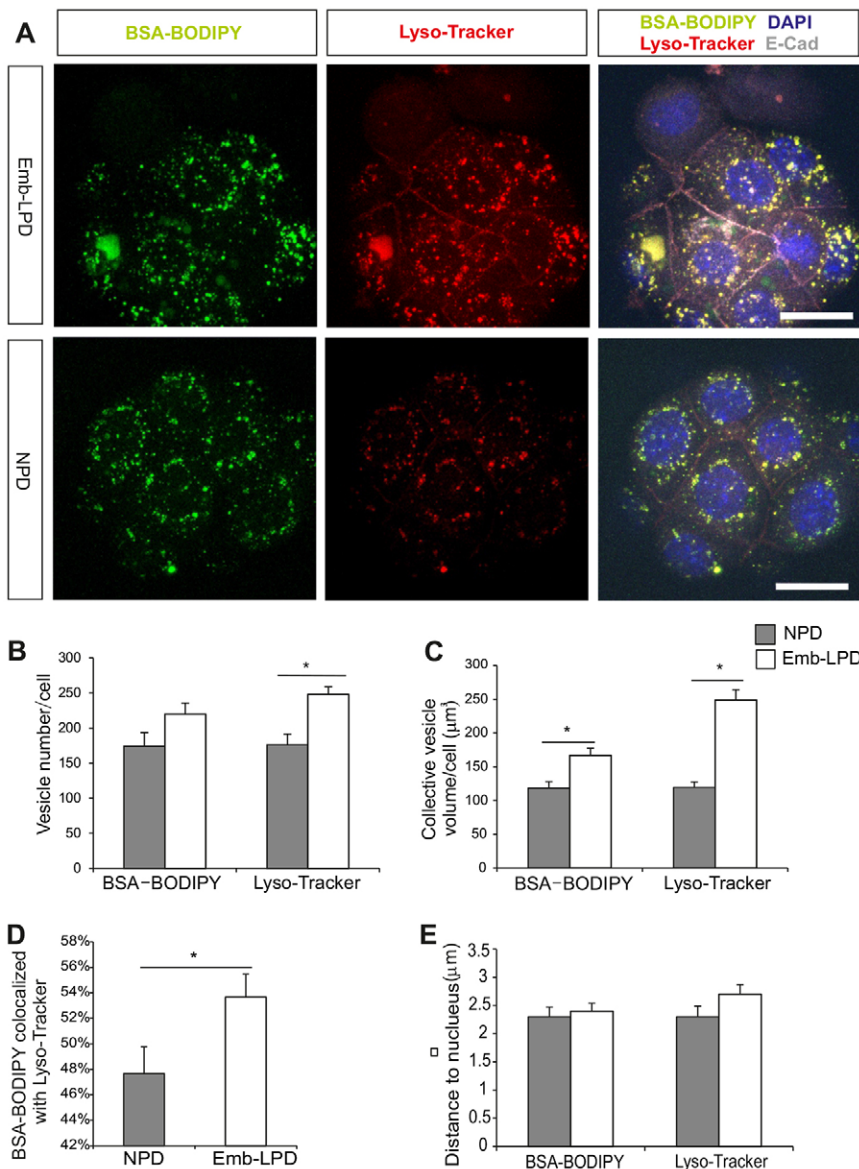 A
BSA-BODIPY
Lyso-Tracker
BSA-BODIPY DAPI
Lyso-Tracker E-Cad
Emb-LPD
NPD
B
Vesicle number/cell
300
250
200
150
100
50
0
*
BSA-BODIPY
Lyso-Tracker
C
NPD
Emb-LPD
Collective vesicle
volume/cell (µm³)
300
250
200
150
100
50
0
*
*
BSA-BODIPY
Lyso-Tracker
D
BSA-BODIPY colocalized
with Lyso-Tracker
58%
56%
54%
52%
50%
48%
46%
44%
42%
*
NPD
Emb-LPD
E
Distance to nuclueus(µm)
3.5
3
2.5
2
1.5
1
0.5
0
BSA-BODIPY
Lyso-Tracker